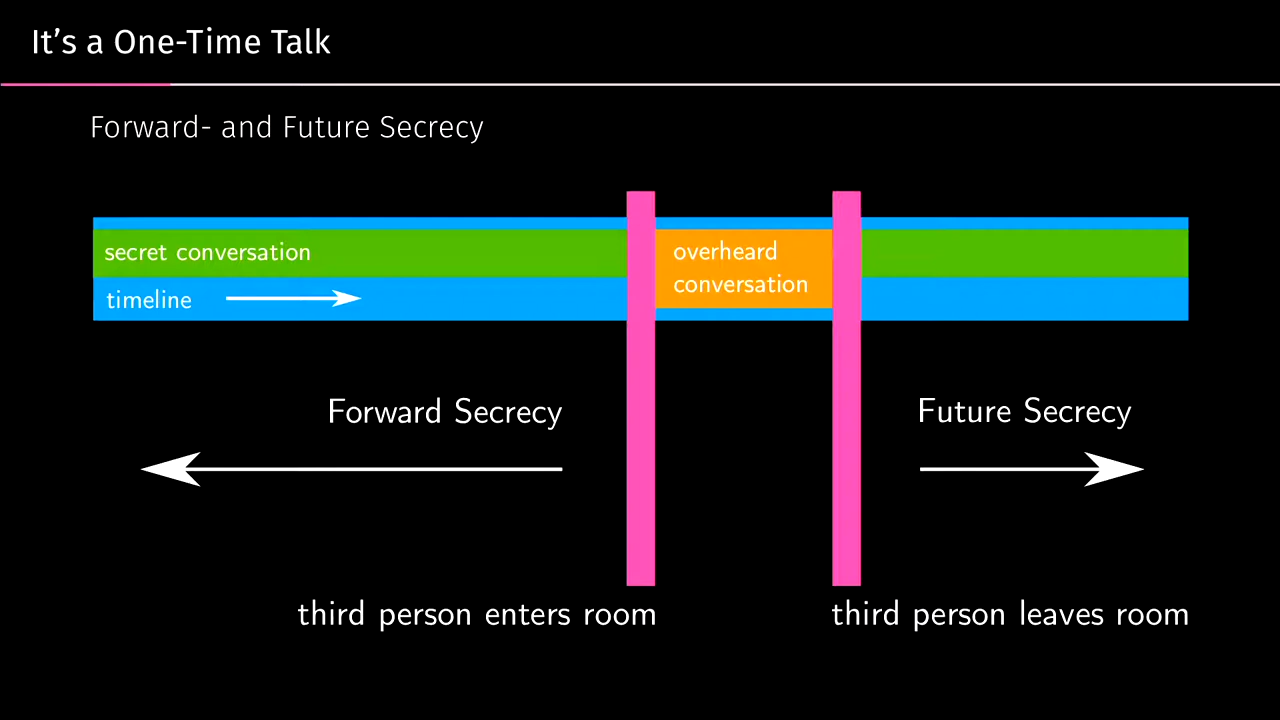 It's a One-Time Talk
Forward- and Future Secrecy
secret conversation
timeline
overheard
conversation
Forward Secrecy
Future Secrecy
third person enters room
third person leaves room